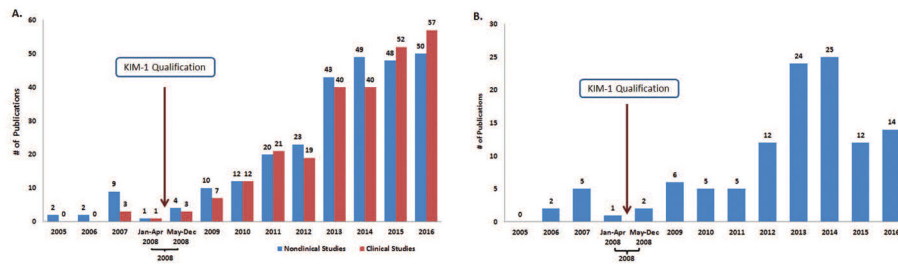 A.
60
50
40
30
20
10
0
# of Publications
KIM-1 Qualification
2 0
2 0
9 3
1 1
4 3
10 7
12 12
20 21
23 19
43 40
49 40
48 52
50 57
2005 2006 2007 Jan-Apr 2008 May-Dec 2008 2009 2010 2011 2012 2013 2014 2015 2016
2008
Nonclinical Studies Clinical Studies
B.
30
25
20
15
10
5
0
# of Publications
KIM-1 Qualification
0 2 5 1 2 6 5 5 12 24 25 12 14
2005 2006 2007 Jan-Apr 2008 May-Dec 2008 2009 2010 2011 2012 2013 2014 2015 2016
2008